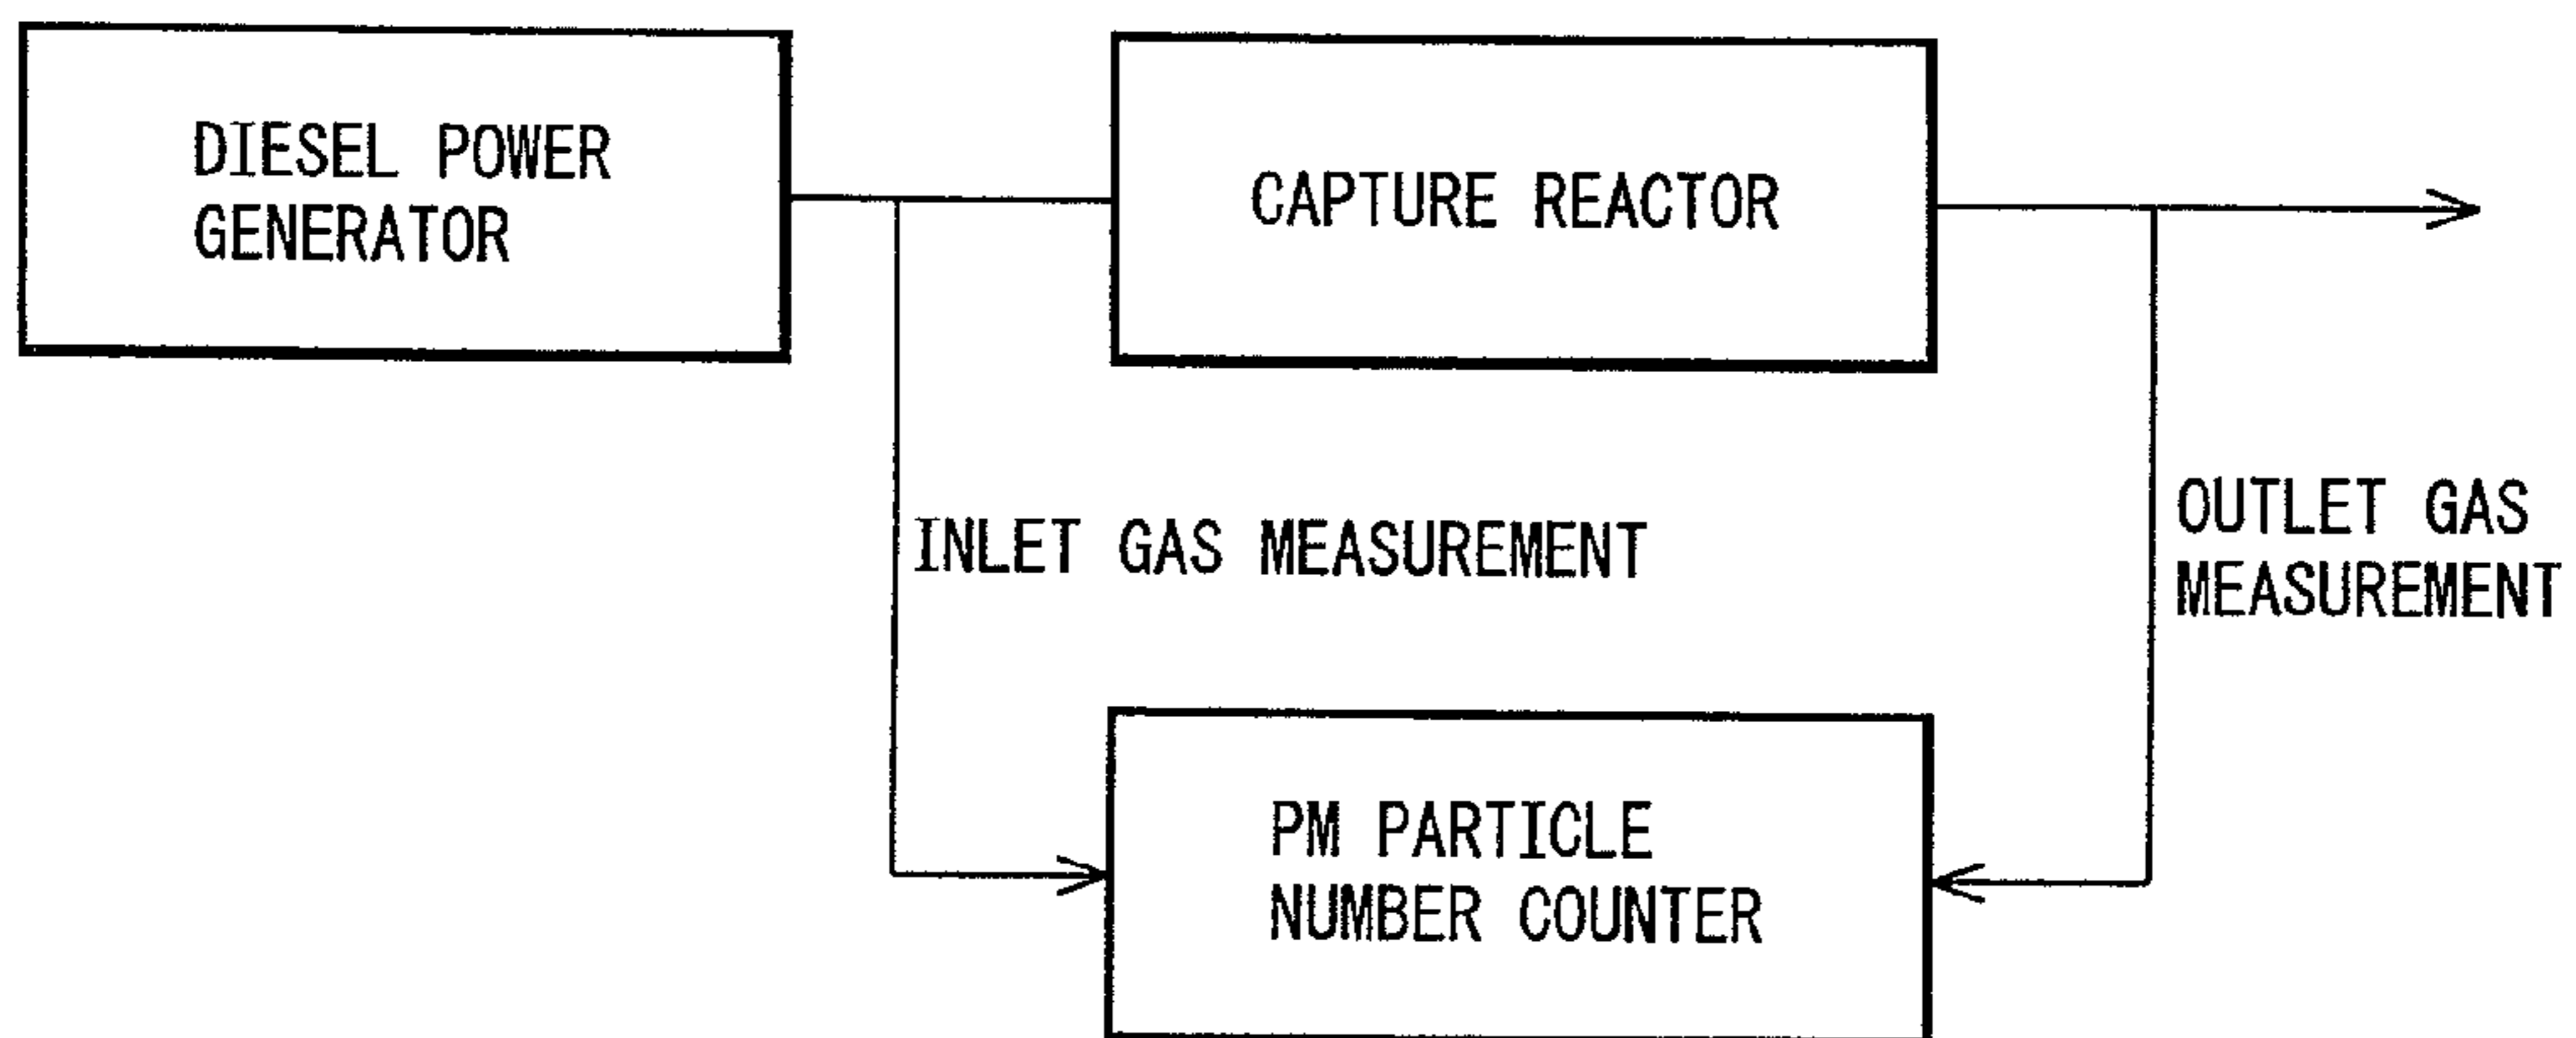 DIESEL POWER
GENERATOR
CAPTURE REACTOR
INLET GAS MEASUREMENT
OUTLET GAS
MEASUREMENT
PM PARTICLE
NUMBER COUNTER